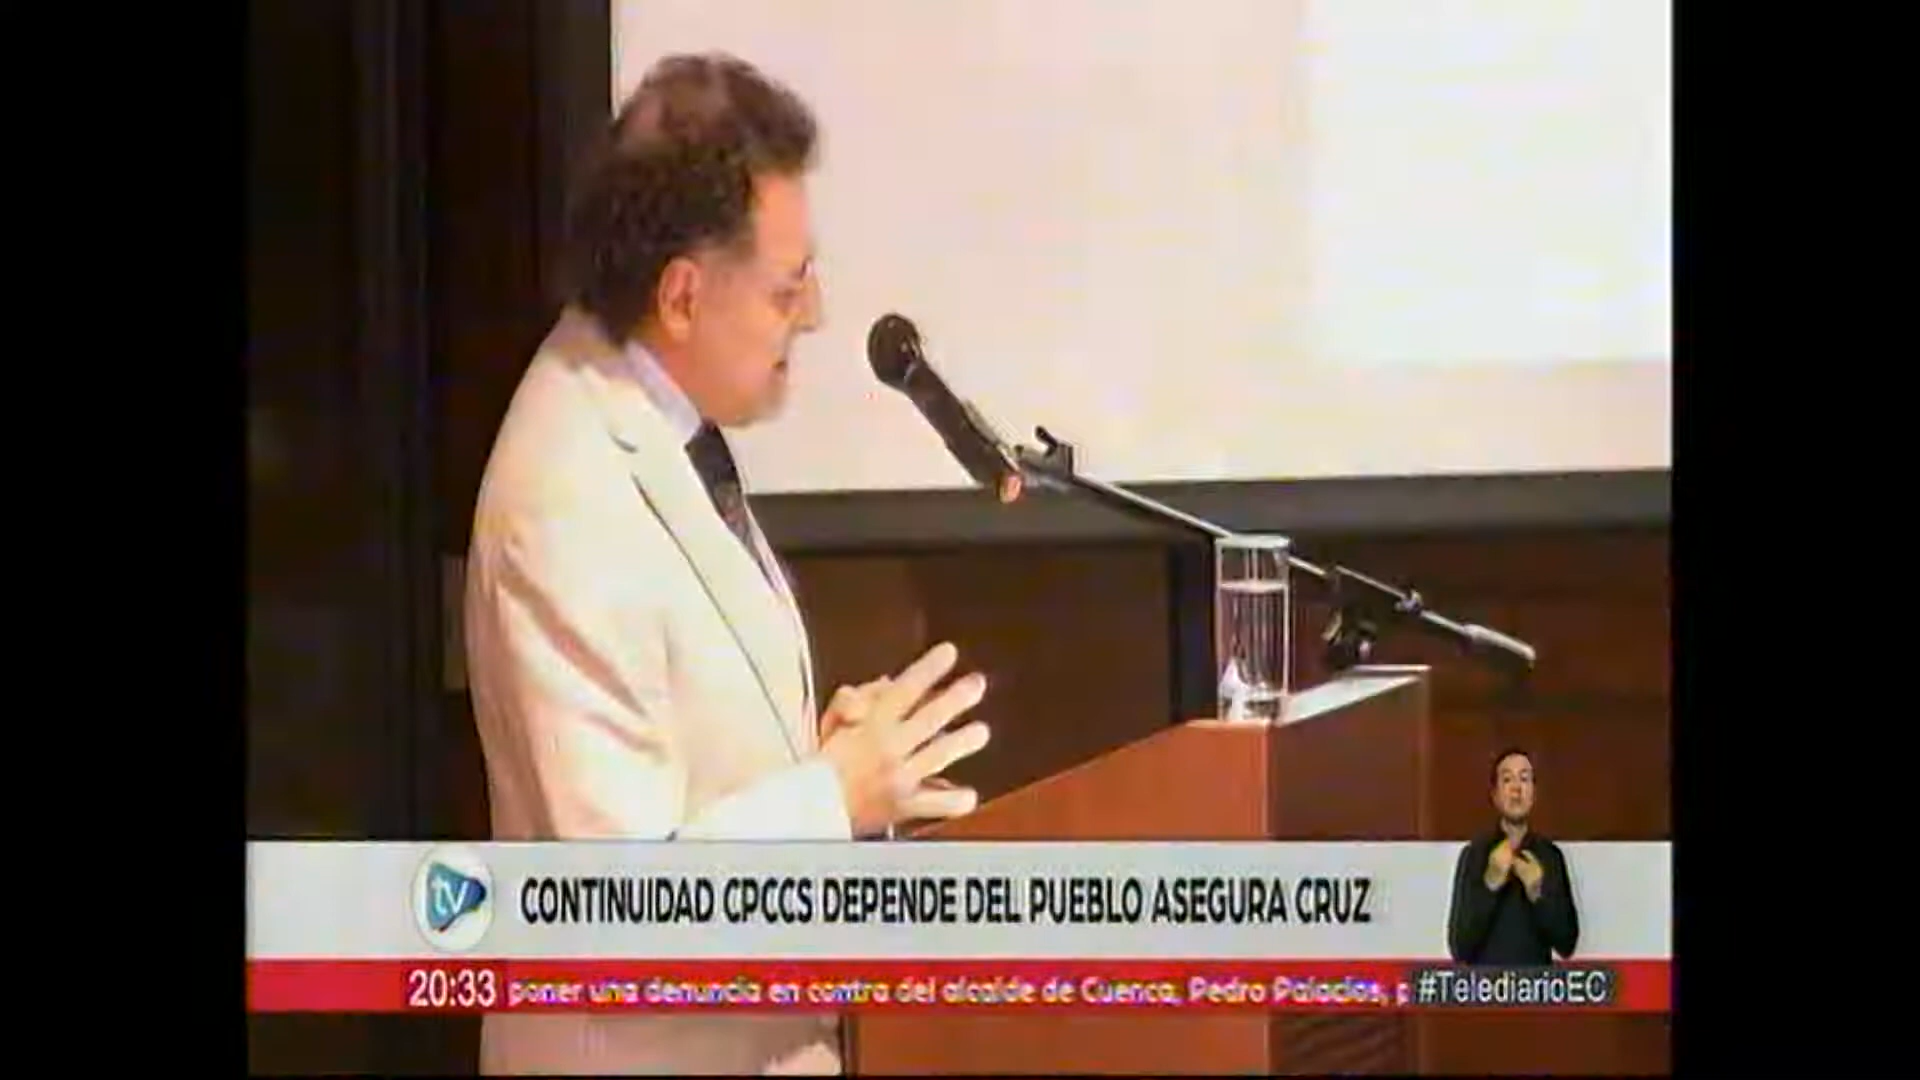 tv
CONTINUIDAD CPCCS DEPENDE DEL PUEBLO ASEGURA CRUZ
20:33 poner una denuncia en contra del alcalde de Cuenca, Pedro Palacios, p #TelediarioEC